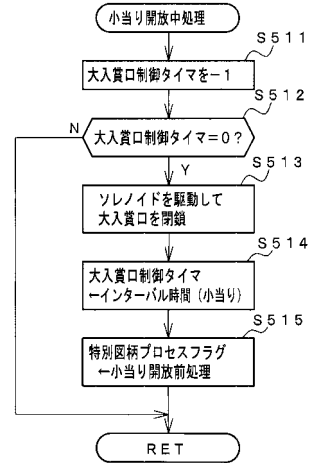 小当り開放中処理
S511
大入賞口制御タイマを−1
S512
N
大入賞口制御タイマ=0?
Y
S513
ソレノイドを駆動して
大入賞口を閉鎖
S514
大入賞口制御タイマ
←インターバル時間(小当り)
S515
特別図柄プロセスフラグ
←小当り開放前処理
RET